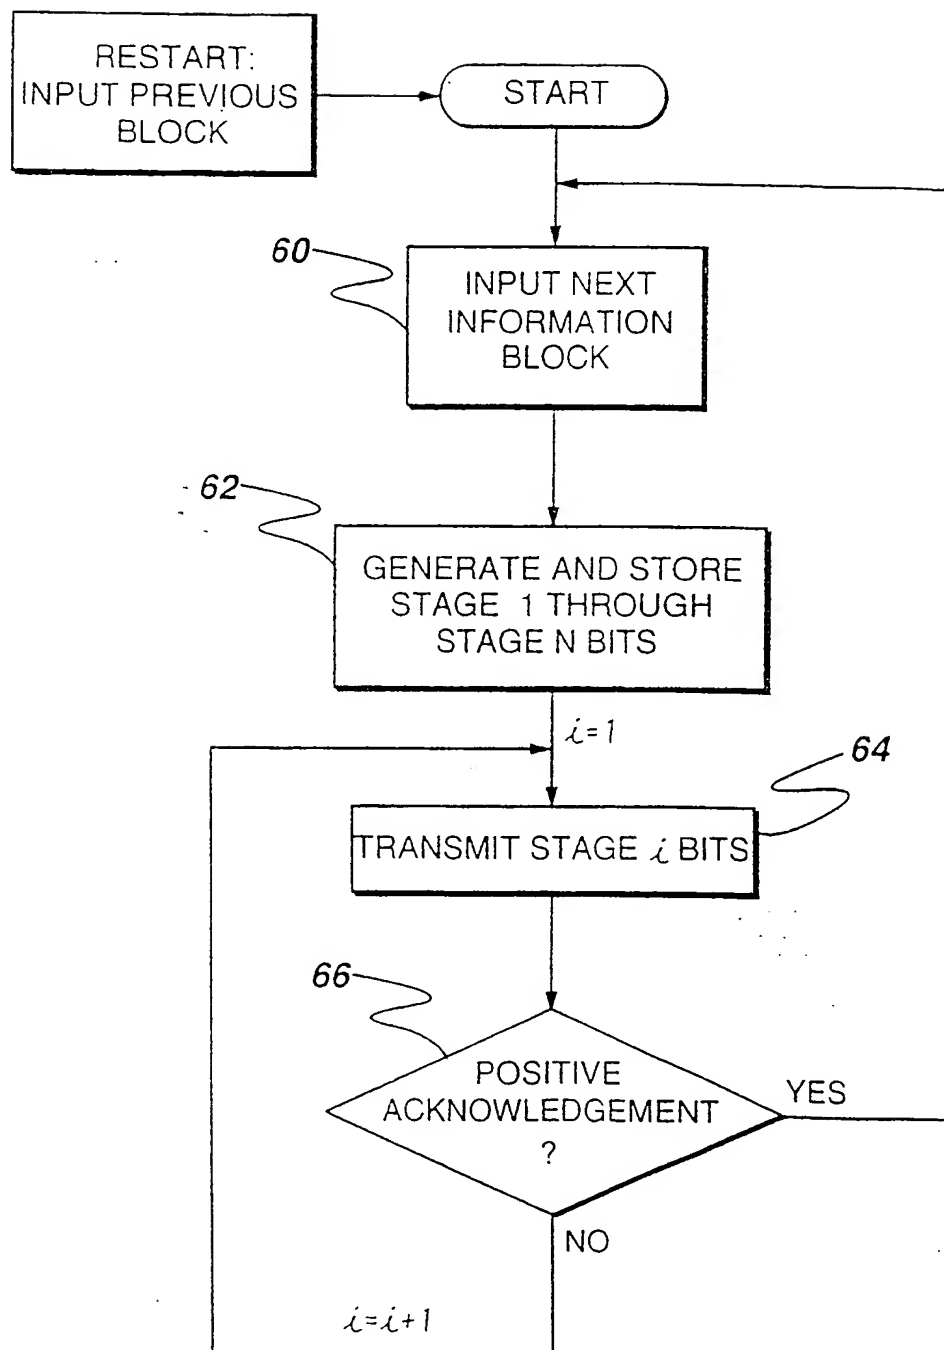 RESTART:
INPUT PREVIOUS
BLOCK
START
60
INPUT NEXT
INFORMATION
BLOCK
62
GENERATE AND STORE
STAGE 1 THROUGH
STAGE N BITS
i=1
64
TRANSMIT STAGE i BITS
66
POSITIVE
ACKNOWLEDGEMENT
?
YES
NO
i=i+1